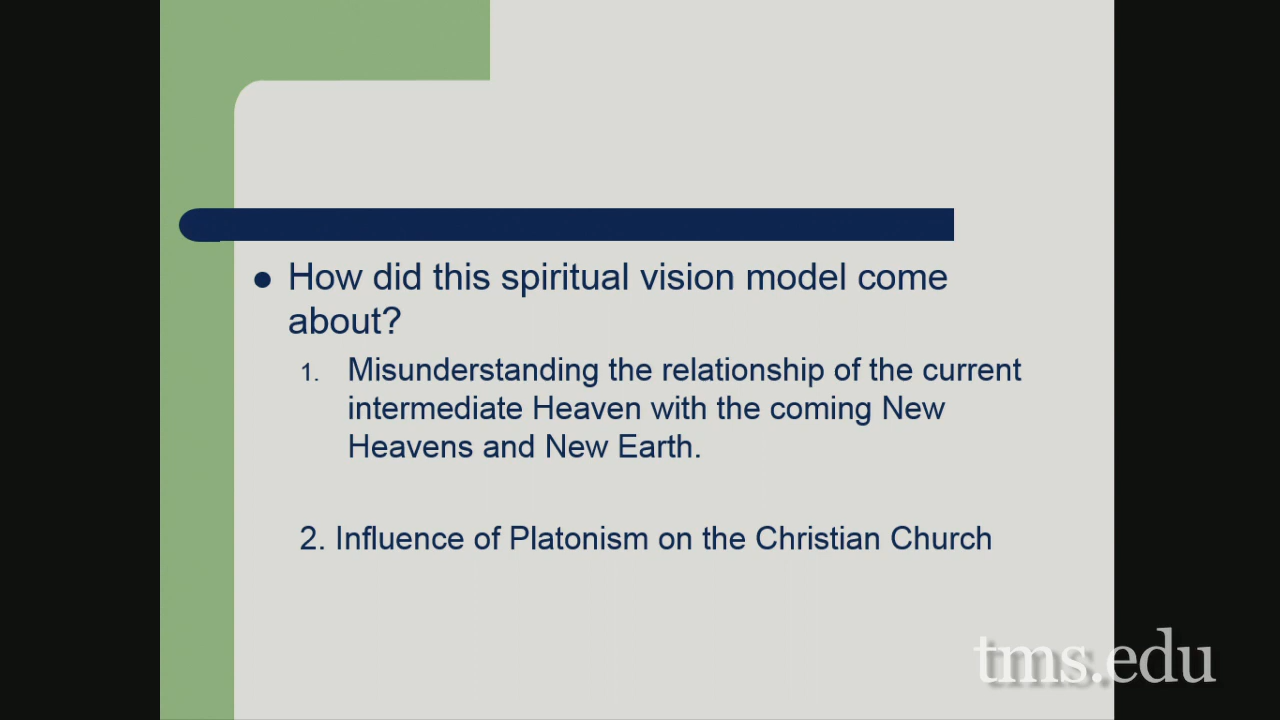 How did this spiritual vision model come
about?
1. Misunderstanding the relationship of the current
intermediate Heaven with the coming New
Heavens and New Earth.
2. Influence of Platonism on the Christian Church
tms.edu